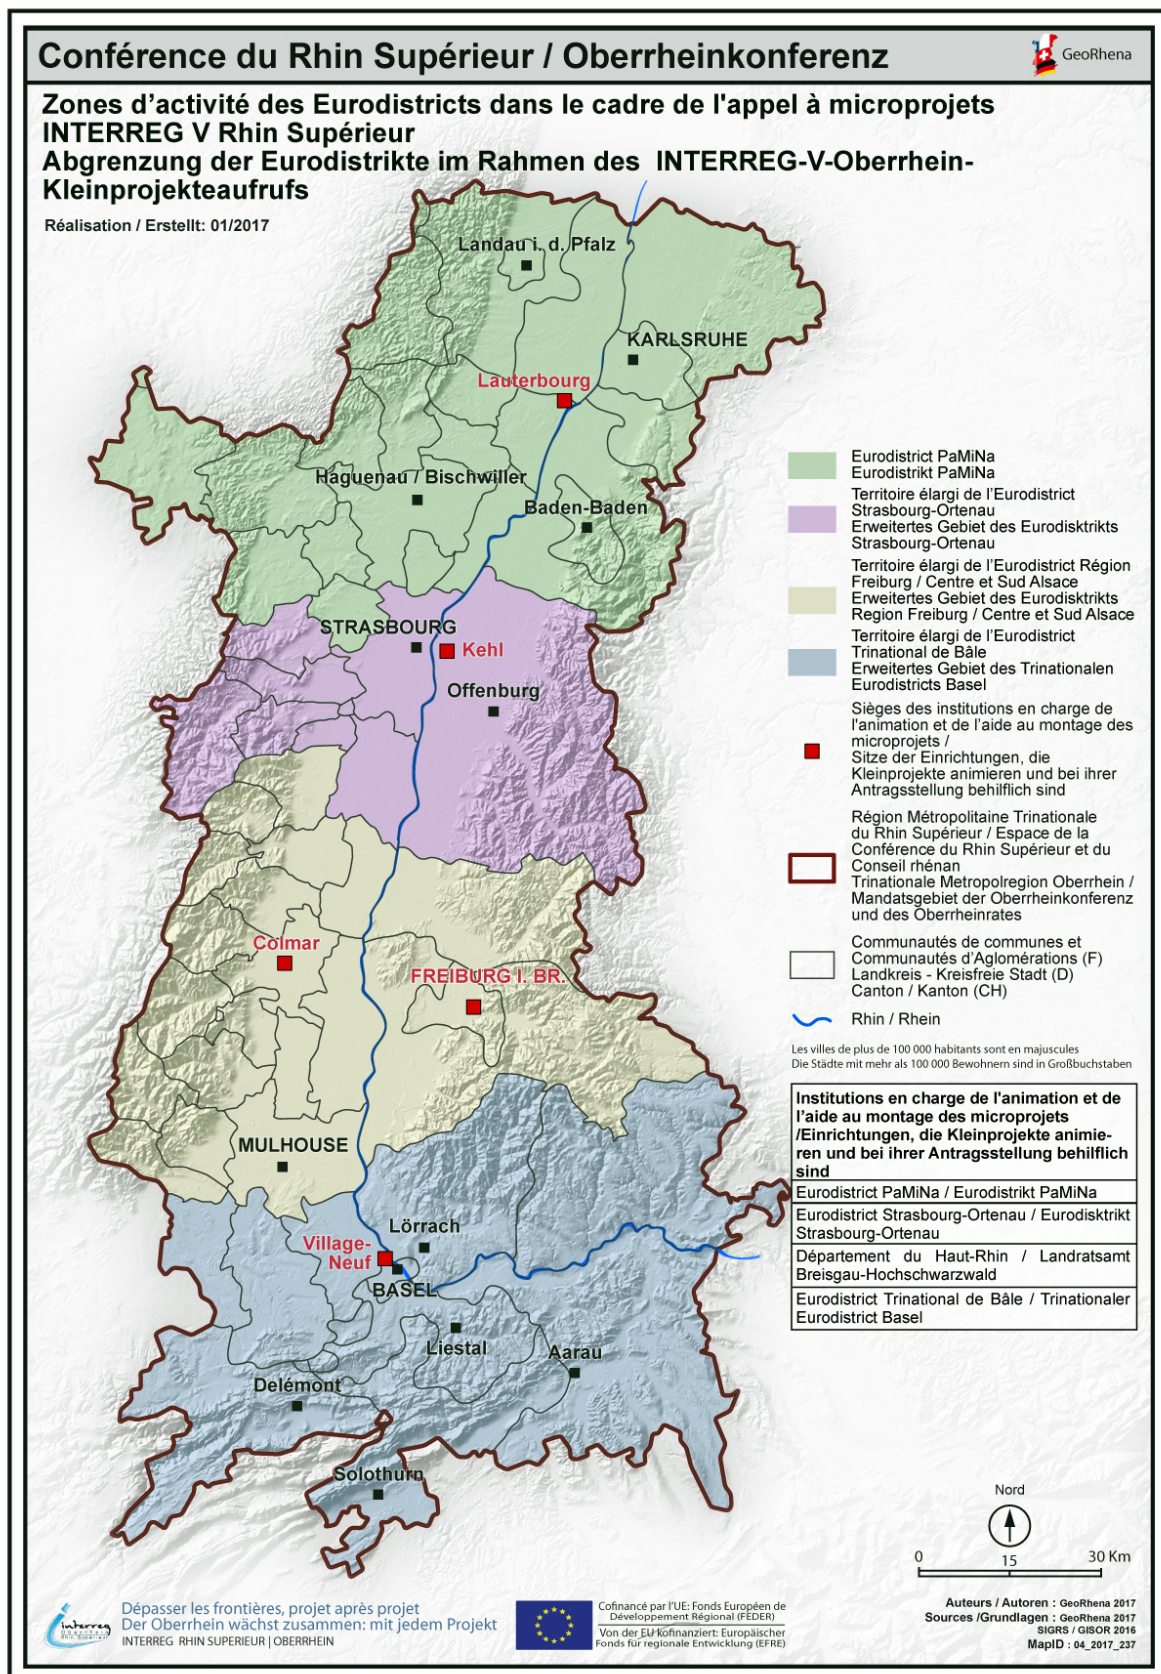 Conférence du Rhin Supérieur / Oberrheinkonferenz
GeoRhena
Zones d'activité des Eurodistricts dans le cadre de l'appel à microprojets
INTERREG V Rhin Supérieur
Abgrenzung der Eurodistrikte im Rahmen des INTERREG-V-Oberrhein-
Kleinprojekteaufrufs
Réalisation / Erstellt: 01/2017
Landau i. d. Pfalz
KARLSRUHE
Lauterbourg
Haguenau / Bischwiller
Baden-Baden
STRASBOURG
Kehl
Offenburg
Colmar
FREIBURG I. BR.
MULHOUSE
Lörrach
Village-
Neuf
BASEL
Liestal
Aarau
Delémont
Solothurn
Eurodistrict PaMiNa
Eurodistrikt PaMiNa
Territoire élargi de l'Eurodistrict
Strasbourg-Ortenau
Erweitertes Gebiet des Eurodisktrikts
Strasbourg-Ortenau
Territoire élargi de l'Eurodistrict Région
Freiburg / Centre et Sud Alsace
Erweitertes Gebiet des Eurodisktrikts
Region Freiburg / Centre et Sud Alsace
Territoire élargi de l'Eurodistrict
Trinational de Bâle
Erweitertes Gebiet des Trinationalen
Eurodistricts Basel
Sièges des institutions en charge de
l'animation et de l'aide au montage des
microprojets /
Sitze der Einrichtungen, die
Kleinprojekte animieren und bei ihrer
Antragsstellung behilflich sind
Région Métropolitaine Trinationale
du Rhin Supérieur / Espace de la
Conférence du Rhin Supérieur et du
Conseil rhénan
Trinationale Metropolregion Oberrhein /
Mandatsgebiet der Oberrheinkonferenz
und des Oberrheinrates
Communautés de communes et
Communautés d'Aglomérations (F)
Landkreis - Kreisfreie Stadt (D)
Canton / Kanton (CH)
Rhin / Rhein
Les villes de plus de 100 000 habitants sont en majuscules
Die Städte mit mehr als 100 000 Bewohnern sind in Großbuchstaben
Institutions en charge de l'animation et de
l'aide au montage des microprojets
/Einrichtungen, die Kleinprojekte animie-
ren und bei ihrer Antragsstellung behilflich
sind
Eurodistrict PaMiNa / Eurodistrikt PaMiNa
Eurodistrict Strasbourg-Ortenau / Eurodisktrikt
Strasbourg-Ortenau
Département du Haut-Rhin / Landratsamt
Breisgau-Hochschwarzwald
Eurodistrict Trinational de Bâle / Trinationaler
Eurodistrict Basel
Nord
0 15 30 Km
interreg
Oberrhein
Rhin Supérieur
Dépasser les frontières, projet après projet
Der Oberrhein wächst zusammen: mit jedem Projekt
INTERREG RHIN SUPERIEUR | OBERRHEIN
Cofinancé par l'UE: Fonds Européen de
Développement Régional (FEDER)
Von der EU kofinanziert: Europäischer
Fonds für regionale Entwicklung (EFRE)
Auteurs / Autoren : GeoRhena 2017
Sources /Grundlagen : GeoRhena 2017
SIGRS / GISOR 2016
MapID : 04_2017_237